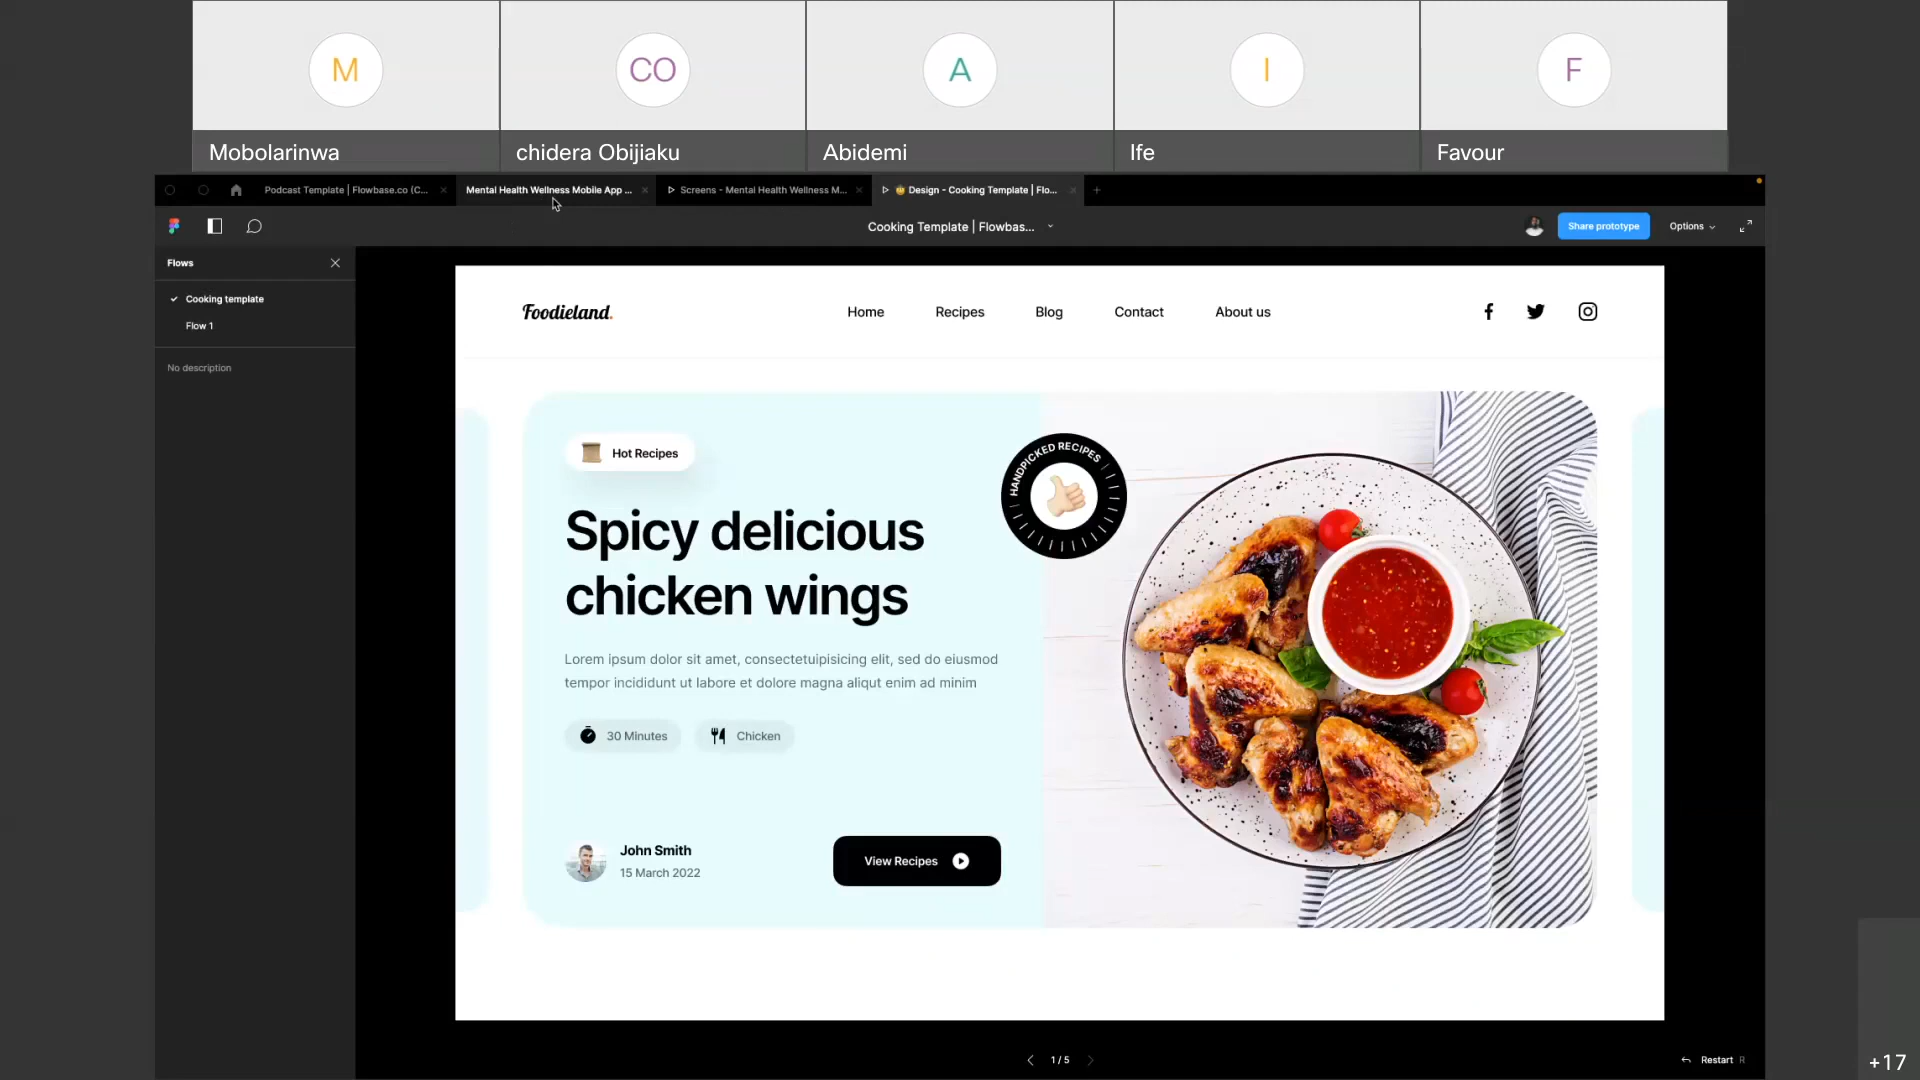 M
CO
A
I
F
Mobolarinwa
chidera Obijiaku
Abidemi
Ife
Favour
Podcast Template | Flowbase.co (C...
Mental Health Wellness Mobile App ...
Screens - Mental Health Wellness M...
Design - Cooking Template | Flo...
Cooking Template | Flowbas...
Share prototype
Options
Flows
Cooking template
Flow 1
No description
Foodieland.
Home
Recipes
Blog
Contact
About us
Hot Recipes
HANDPICKED RECIPES
Spicy delicious
chicken wings
Lorem ipsum dolor sit amet, consectetuipisicing elit, sed do eiusmod
tempor incididunt ut labore et dolore magna aliqut enim ad minim
30 Minutes
Chicken
John Smith
15 March 2022
View Recipes
1 / 5
Restart R
+17